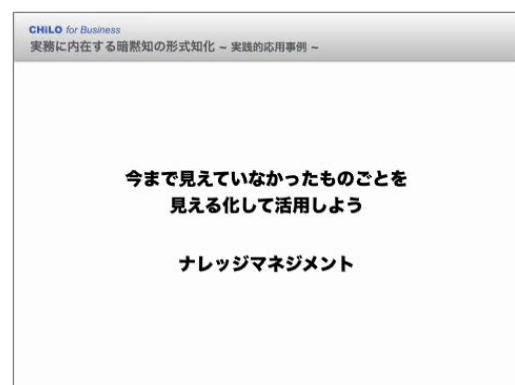 CHiLO for Business
実務に内在する暗黙知の形式知化 ~ 実践的応用事例 ~
今まで見えていなかったものごとを
見える化して活用しよう
ナレッジマネジメント